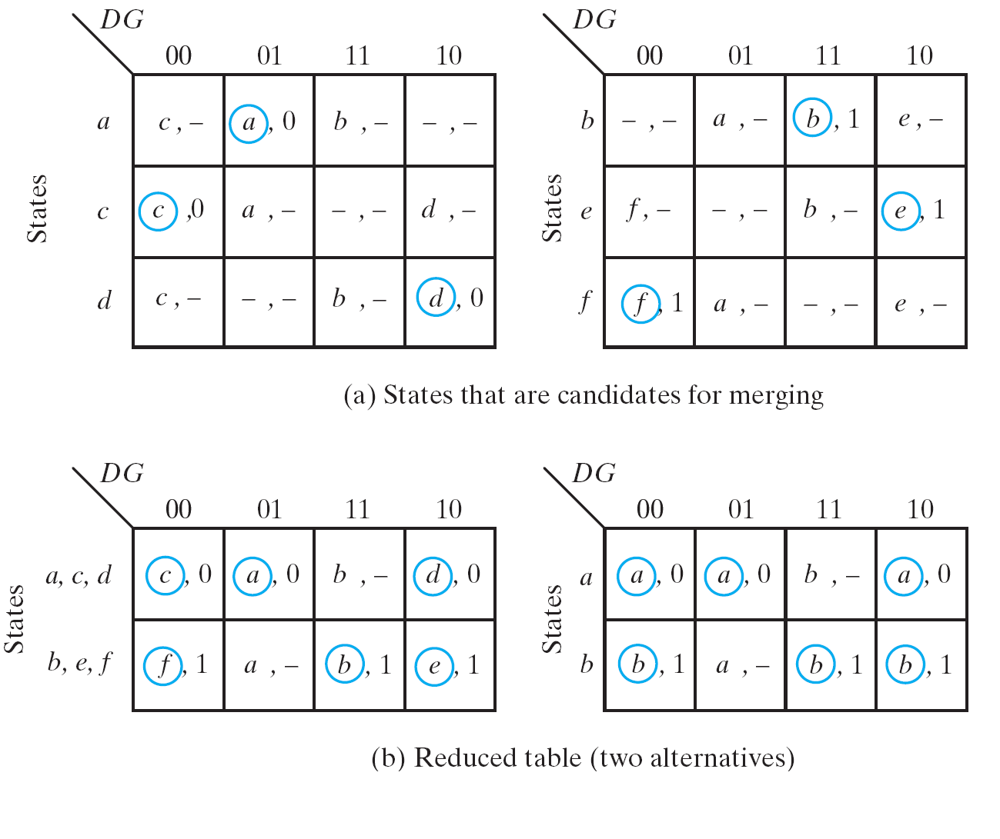 DG DG
00 01 11 10 00 01 11 10
a c , – a , 0 b , – – , – b – , – a , – b , 1 e , –
States c c , 0 a , – – , – d , – States e f , – – , – b , – e , 1
d c , – – , – b , – d , 0 f f , 1 a , – – , – e , –
(a) States that are candidates for merging
DG DG
00 01 11 10 00 01 11 10
States a, c, d c , 0 a , 0 b , – d , 0 States a a , 0 a , 0 b , – a , 0
b, e, f f , 1 a , – b , 1 e , 1 b b , 1 a , – b , 1 b , 1
(b) Reduced table (two alternatives)